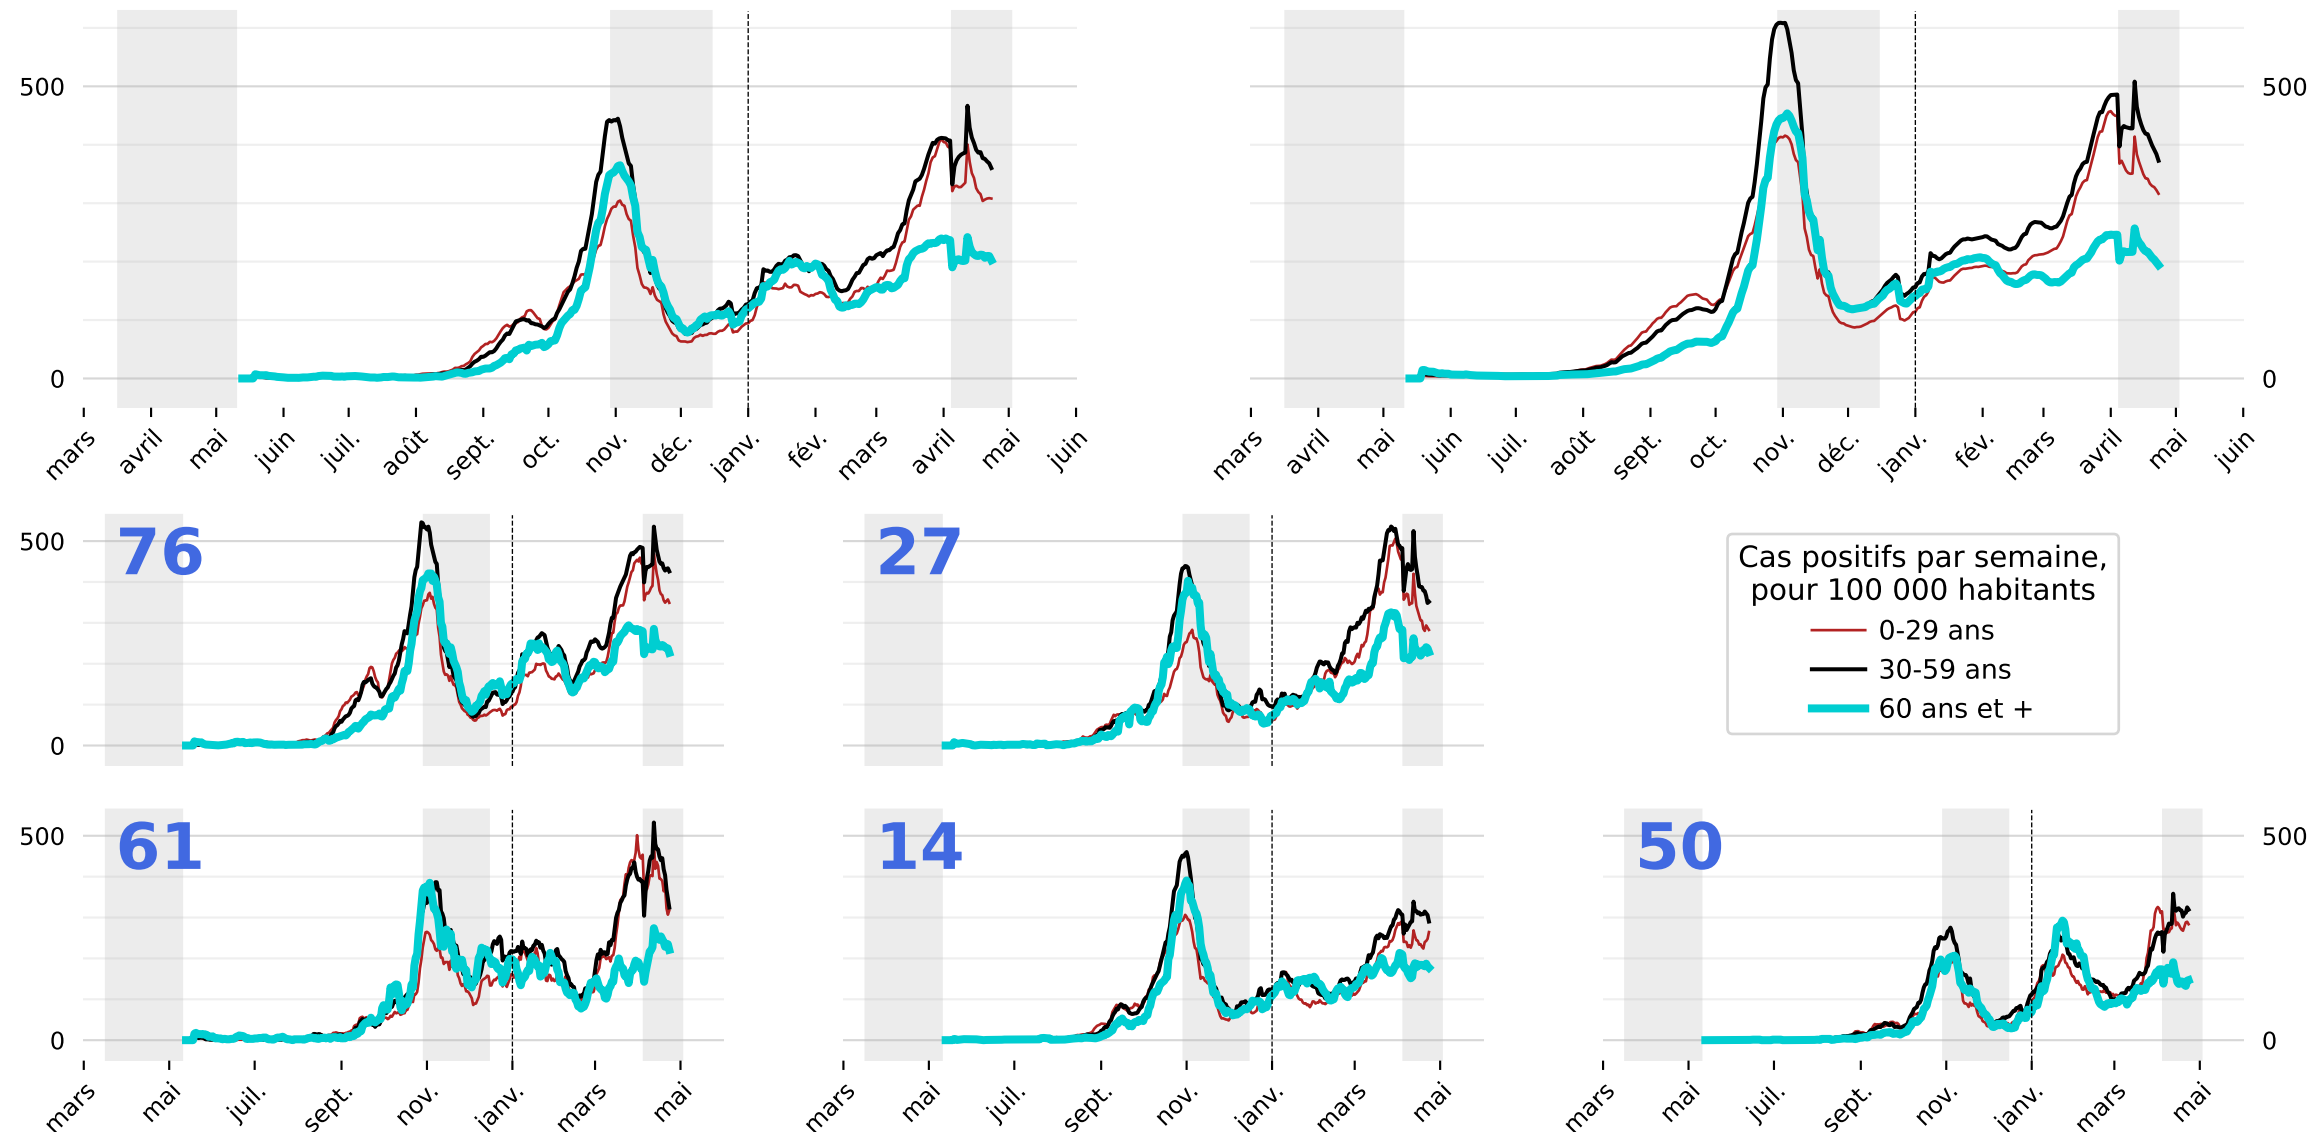 500
500
0
0
mars
avril
mai
juin
juil.
août
sept.
oct.
nov.
déc.
janv.
fév.
mars
avril
mai
juin
mars
avril
mai
juin
juil.
août
sept.
oct.
nov.
déc.
janv.
fév.
mars
avril
mai
juin
500
0
76
27
Cas positifs par semaine,
pour 100 000 habitants
0-29 ans
30-59 ans
60 ans et +
500
0
61
14
50
500
0
mars
mai
juil.
sept.
nov.
janv.
mars
mai
mars
mai
juil.
sept.
nov.
janv.
mars
mai
mars
mai
juil.
sept.
nov.
janv.
mars
mai